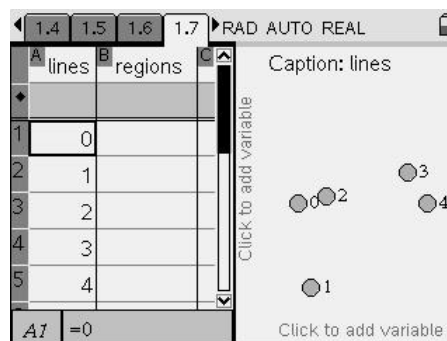 1.4 1.5 1.6 1.7 RAD AUTO REAL
A lines B regions C
Caption: lines
Click to add variable
1 0
2 1
3 2
4 3
5 4
0 2 3 4 1
A1 =0
Click to add variable